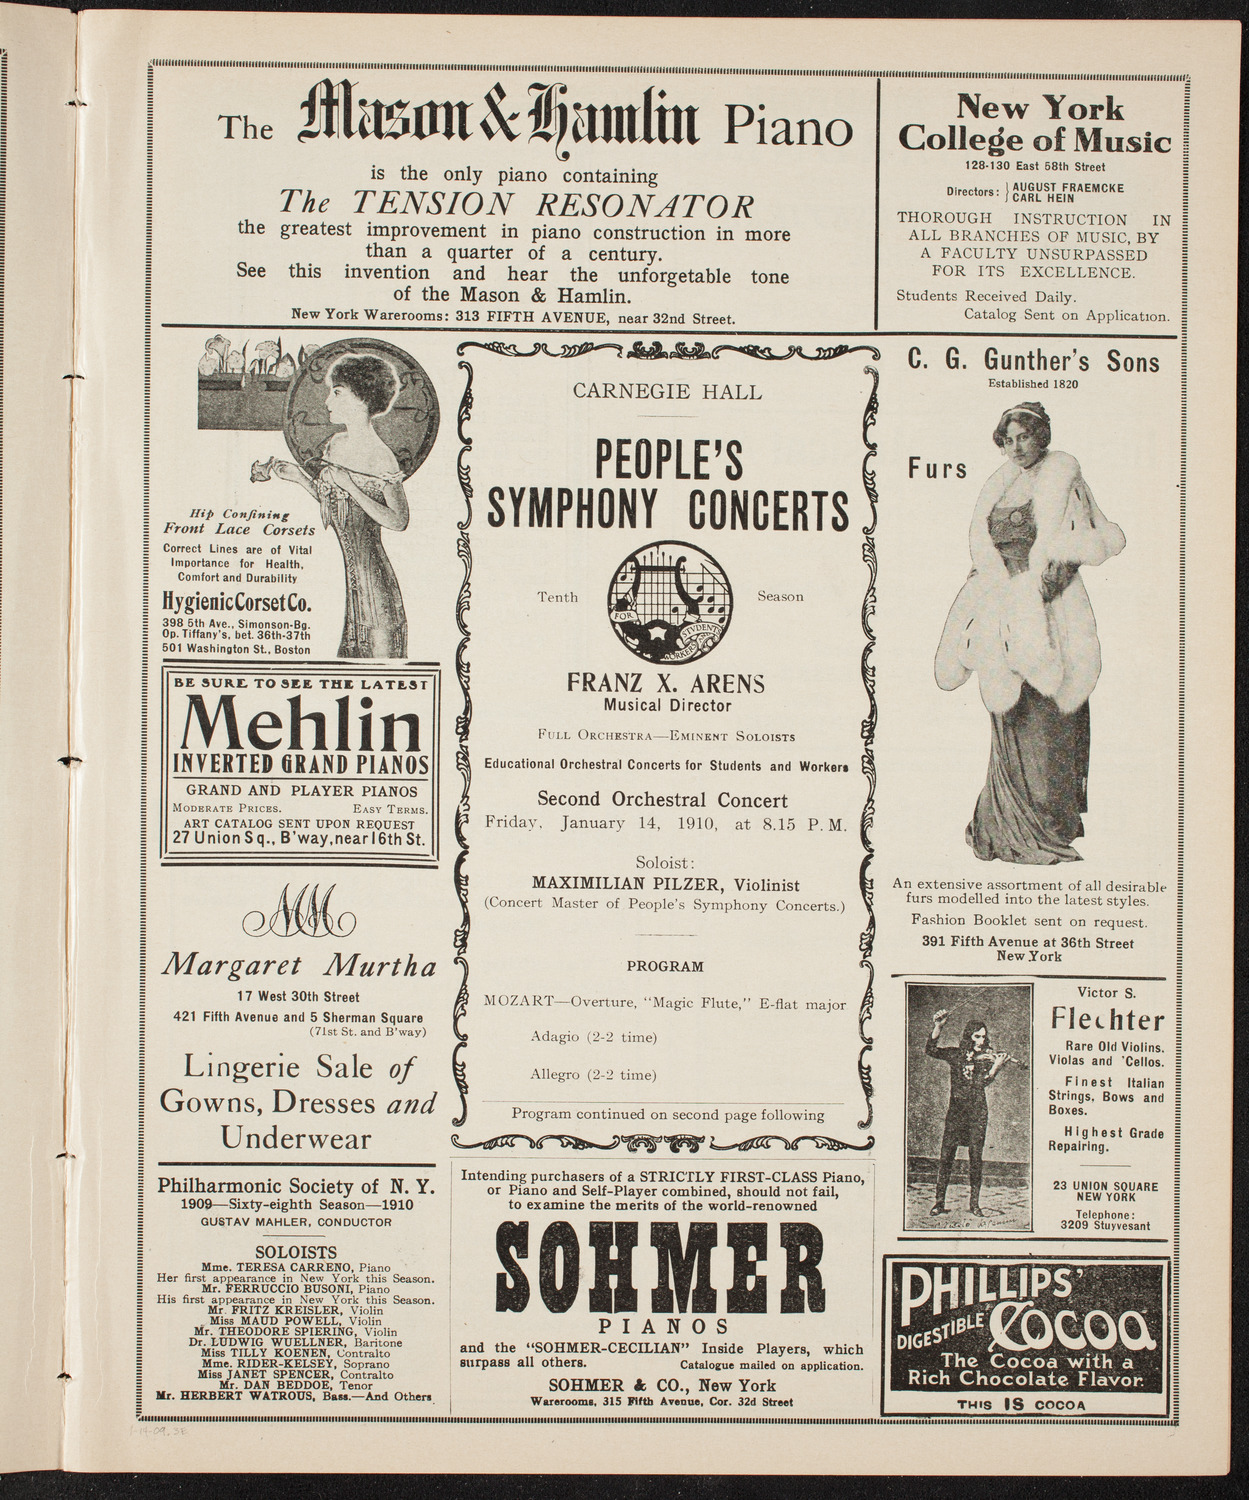 The Mason & Hamlin Piano
is the only piano containing
The TENSION RESONATOR
the greatest improvement in piano construction in more
than a quarter of a century.
See this invention and hear the unforgetable tone
of the Mason & Hamlin.
New York Warerooms: 313 FIFTH AVENUE, near 32nd Street.
New York
College of Music
128-130 East 58th Street
Directors: { AUGUST FRAEMCKE
CARL HEIN
THOROUGH INSTRUCTION IN
ALL BRANCHES OF MUSIC, BY
A FACULTY UNSURPASSED
FOR ITS EXCELLENCE.
Students Received Daily.
Catalog Sent on Application.
Hip Confining
Front Lace Corsets
Correct Lines are of Vital
Importance for Health,
Comfort and Durability
Hygienic Corset Co.
398 5th Ave., Simonson-Bg.
Op. Tiffany's, bet. 36th-37th
501 Washington St., Boston
BE SURE TO SEE THE LATEST
Mehlin
INVERTED GRAND PIANOS
GRAND AND PLAYER PIANOS
MODERATE PRICES. EASY TERMS.
ART CATALOG SENT UPON REQUEST
27 Union Sq., B'way, near 16th St.
MM
Margaret Murtha
17 West 30th Street
421 Fifth Avenue and 5 Sherman Square
(71st St. and B'way)
Lingerie Sale of
Gowns, Dresses and
Underwear
Philharmonic Society of N. Y.
1909—Sixty-eighth Season—1910
GUSTAV MAHLER, CONDUCTOR
SOLOISTS
Mme. TERESA CARRENO, Piano
Her first appearance in New York this Season.
Mr. FERRUCCIO BUSONI, Piano
His first appearance in New York this Season.
Mr. FRITZ KREISLER, Violin
Miss MAUD POWELL, Violin
Mr. THEODORE SPIERING, Violin
Dr. LUDWIG WUELLNER, Baritone
Miss TILLY KOENEN, Contralto
Mme. RIDER-KELSEY, Soprano
Miss JANET SPENCER, Contralto
Mr. DAN BEDDOE, Tenor
Mr. HERBERT WATROUS, Bass.—And Others
CARNEGIE HALL
PEOPLE'S
SYMPHONY CONCERTS
Tenth Season
FOR
STUDENTS
AND
WORKERS
FRANZ X. ARENS
Musical Director
FULL ORCHESTRA—EMINENT SOLOISTS
Educational Orchestral Concerts for Students and Workers
Second Orchestral Concert
Friday, January 14, 1910, at 8.15 P. M.
Soloist:
MAXIMILIAN PILZER, Violinist
(Concert Master of People's Symphony Concerts.)
PROGRAM
MOZART—Overture, "Magic Flute," E-flat major
Adagio (2-2 time)
Allegro (2-2 time)
Program continued on second page following
Intending purchasers of a STRICTLY FIRST-CLASS Piano,
or Piano and Self-Player combined, should not fail,
to examine the merits of the world-renowned
SOHMER
PIANOS
and the "SOHMER-CECILIAN" Inside Players, which
surpass all others. Catalogue mailed on application.
SOHMER & CO., New York
Warerooms, 315 Fifth Avenue, Cor. 32d Street
C. G. Gunther's Sons
Established 1820
Furs
An extensive assortment of all desirable
furs modelled into the latest styles.
Fashion Booklet sent on request.
391 Fifth Avenue at 36th Street
New York
Victor S.
Flechter
Rare Old Violins,
Violas and 'Cellos.
Finest Italian
Strings, Bows and
Boxes.
Highest Grade
Repairing.
23 UNION SQUARE
NEW YORK
Telephone:
3209 Stuyvesant
PHILLIPS'
DIGESTIBLE COCOA
The Cocoa with a
Rich Chocolate Flavor.
THIS IS COCOA